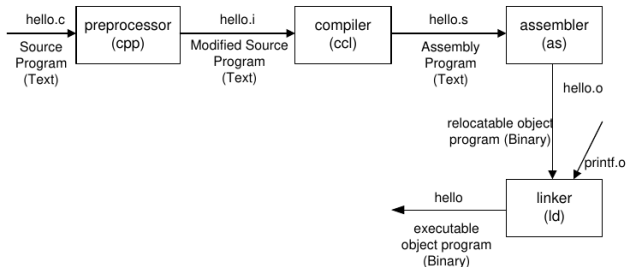 hello.c
Source
Program
(Text)
preprocessor
(cpp)
hello.i
Modified Source
Program
(Text)
compiler
(ccl)
hello.s
Assembly
Program
(Text)
assembler
(as)
hello.o
relocatable object
program (Binary)
printf.o
linker
(ld)
hello
executable
object program
(Binary)